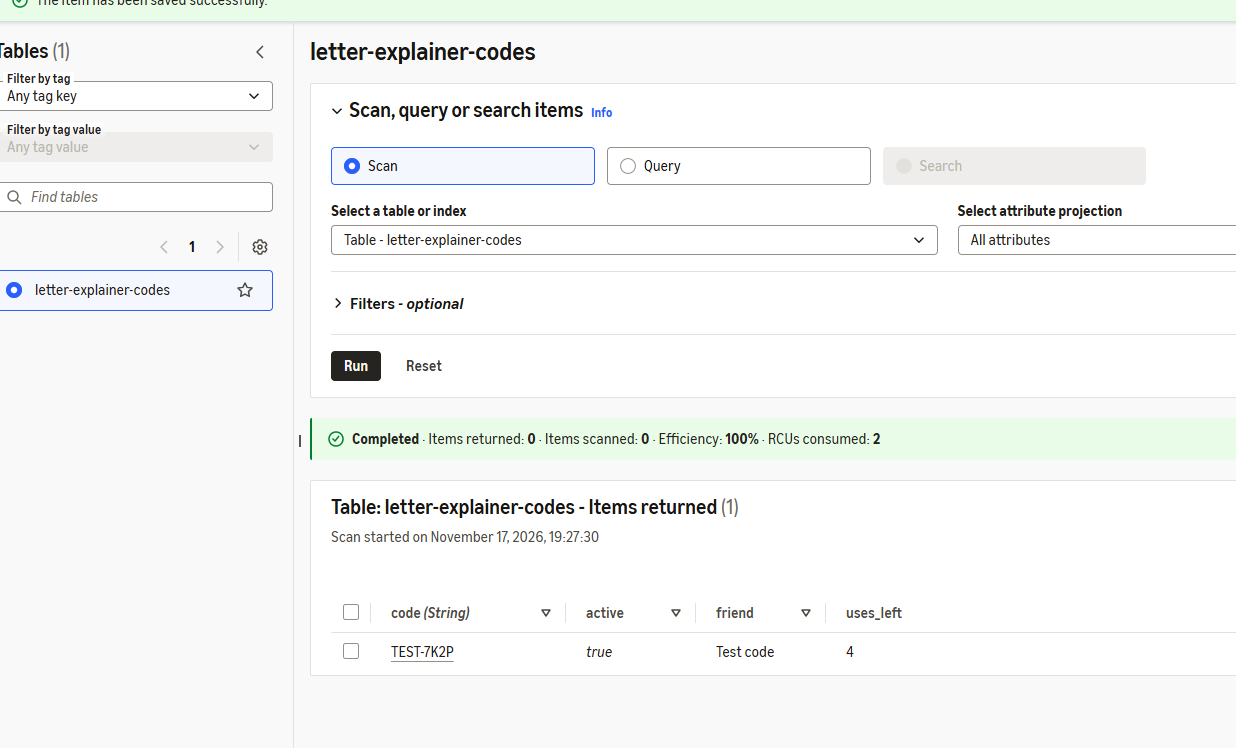 The item has been saved successfully.
Tables (1)
Filter by tag
Any tag key
Filter by tag value
Any tag value
Find tables
1
letter-explainer-codes
letter-explainer-codes
Scan, query or search items Info
Scan
Query
Search
Select a table or index
Select attribute projection
Table - letter-explainer-codes
All attributes
Filters - optional
Run
Reset
Completed · Items returned: 0 · Items scanned: 0 · Efficiency: 100% · RCUs consumed: 2
Table: letter-explainer-codes - Items returned (1)
Scan started on November 17, 2026, 19:27:30
code (String)
active
friend
uses_left
TEST-7K2P
true
Test code
4